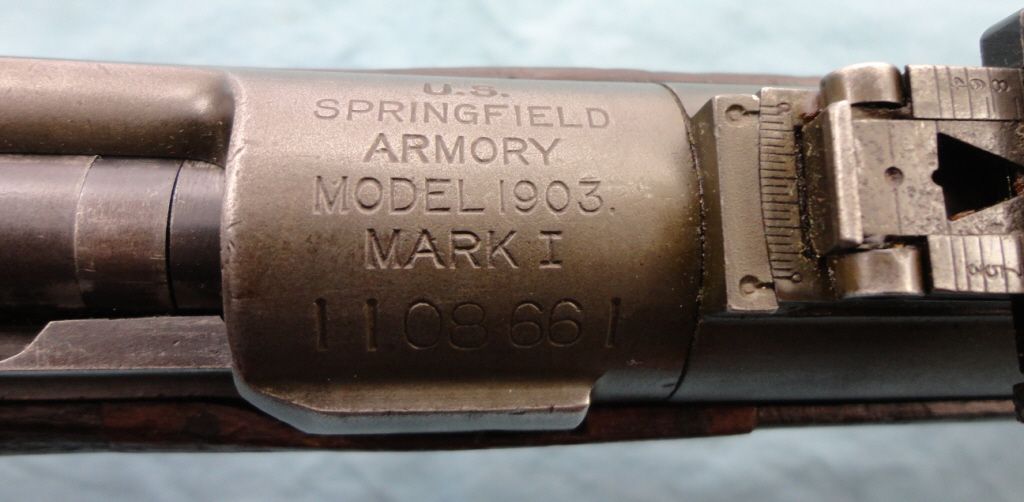 U.S.
SPRINGFIELD
ARMORY
MODEL 1903.
MARK I
1108661